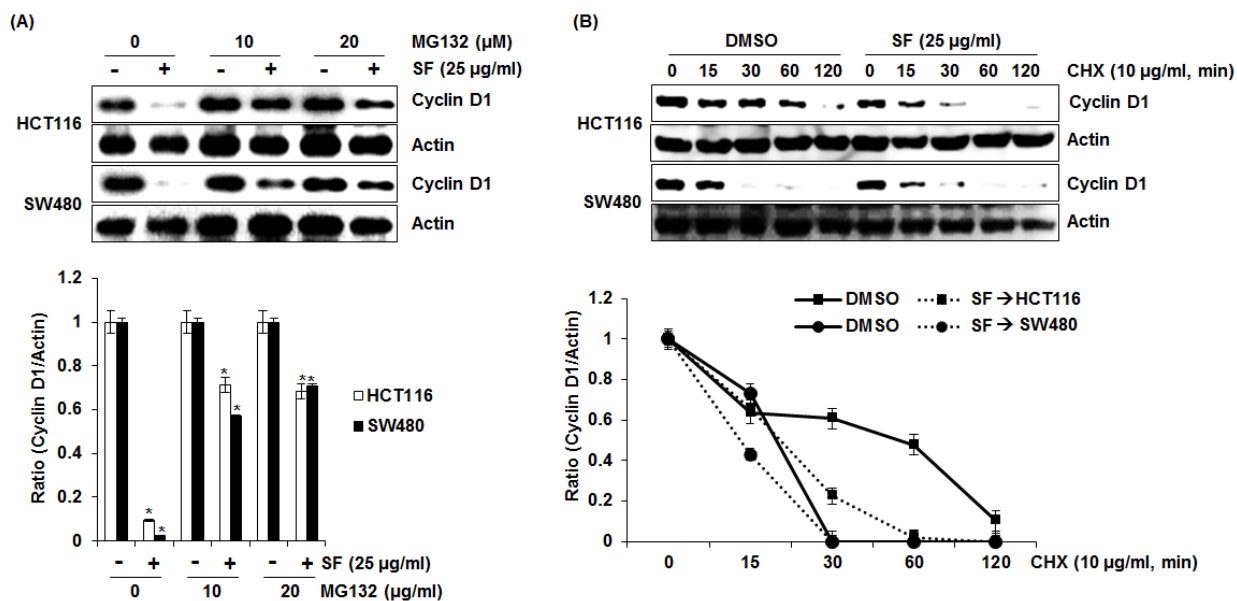 (A)
0 10 20 MG132 (µM)
- + - + - + SF (25 µg/ml)
HCT116
Cyclin D1
Actin
SW480
Cyclin D1
Actin
Ratio (Cyclin D1/Actin)
1.2
1
0.8
0.6
0.4
0.2
0
* * * * * *
HCT116
SW480
- + - + - + SF (25 µg/ml)
0 10 20 MG132 (µg/ml)
(B)
DMSO SF (25 µg/ml)
0 15 30 60 120 0 15 30 60 120 CHX (10 µg/ml, min)
HCT116
Cyclin D1
Actin
SW480
Cyclin D1
Actin
DMSO SF→HCT116
DMSO SF→SW480
Ratio (Cyclin D1/Actin)
1.2
1.0
0.8
0.6
0.4
0.2
0
0 15 30 60 120 CHX (10 µg/ml, min)